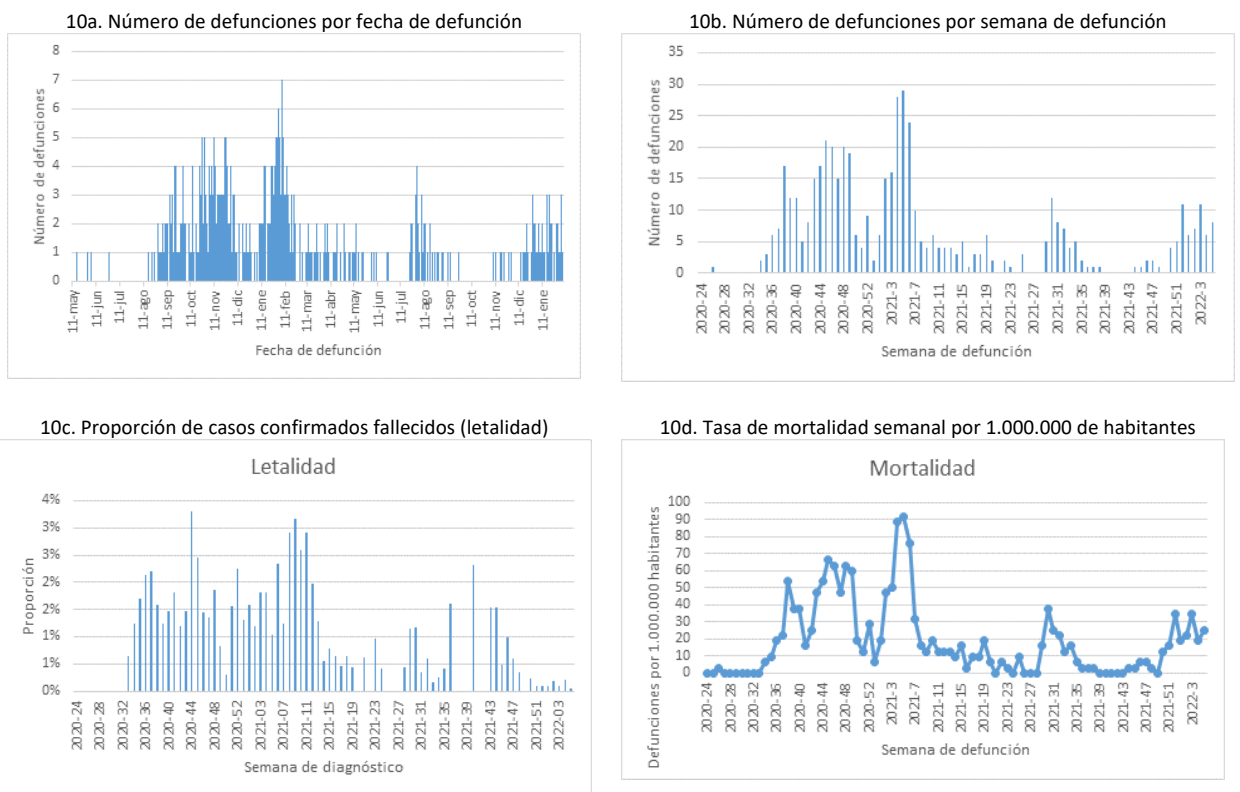 10a. Número de defunciones por fecha de defunción
8
7
6
5
4
3
2
1
0
Número de defunciones
11-may
11-jun
11-jul
11-ago
11-sep
11-oct
11-nov
11-dic
11-ene
11-feb
11-mar
11-abr
11-may
11-jun
11-jul
11-ago
11-sep
11-oct
11-nov
11-dic
11-ene
Fecha de defunción
10b. Número de defunciones por semana de defunción
35
30
25
20
15
10
5
0
Número de defunciones
2020-24
2020-28
2020-32
2020-36
2020-40
2020-44
2020-48
2020-52
2021-3
2021-7
2021-11
2021-15
2021-19
2021-23
2021-27
2021-31
2021-35
2021-39
2021-43
2021-47
2021-51
2022-3
Semana de defunción
10c. Proporción de casos confirmados fallecidos (letalidad)
Letalidad
4%
3%
3%
2%
2%
1%
1%
0%
Proporción
2020-24
2020-28
2020-32
2020-36
2020-40
2020-44
2020-48
2020-52
2021-03
2021-07
2021-11
2021-15
2021-19
2021-23
2021-27
2021-31
2021-35
2021-39
2021-43
2021-47
2021-51
2022-03
Semana de diagnóstico
10d. Tasa de mortalidad semanal por 1.000.000 de habitantes
Mortalidad
100
90
80
70
60
50
40
30
20
10
0
Defunciones por 1.000.000 habitantes
2020-24
2020-28
2020-32
2020-36
2020-40
2020-44
2020-48
2020-52
2021-3
2021-7
2021-11
2021-15
2021-19
2021-23
2021-27
2021-31
2021-35
2021-39
2021-43
2021-47
2021-51
2022-3
Semana de defunción